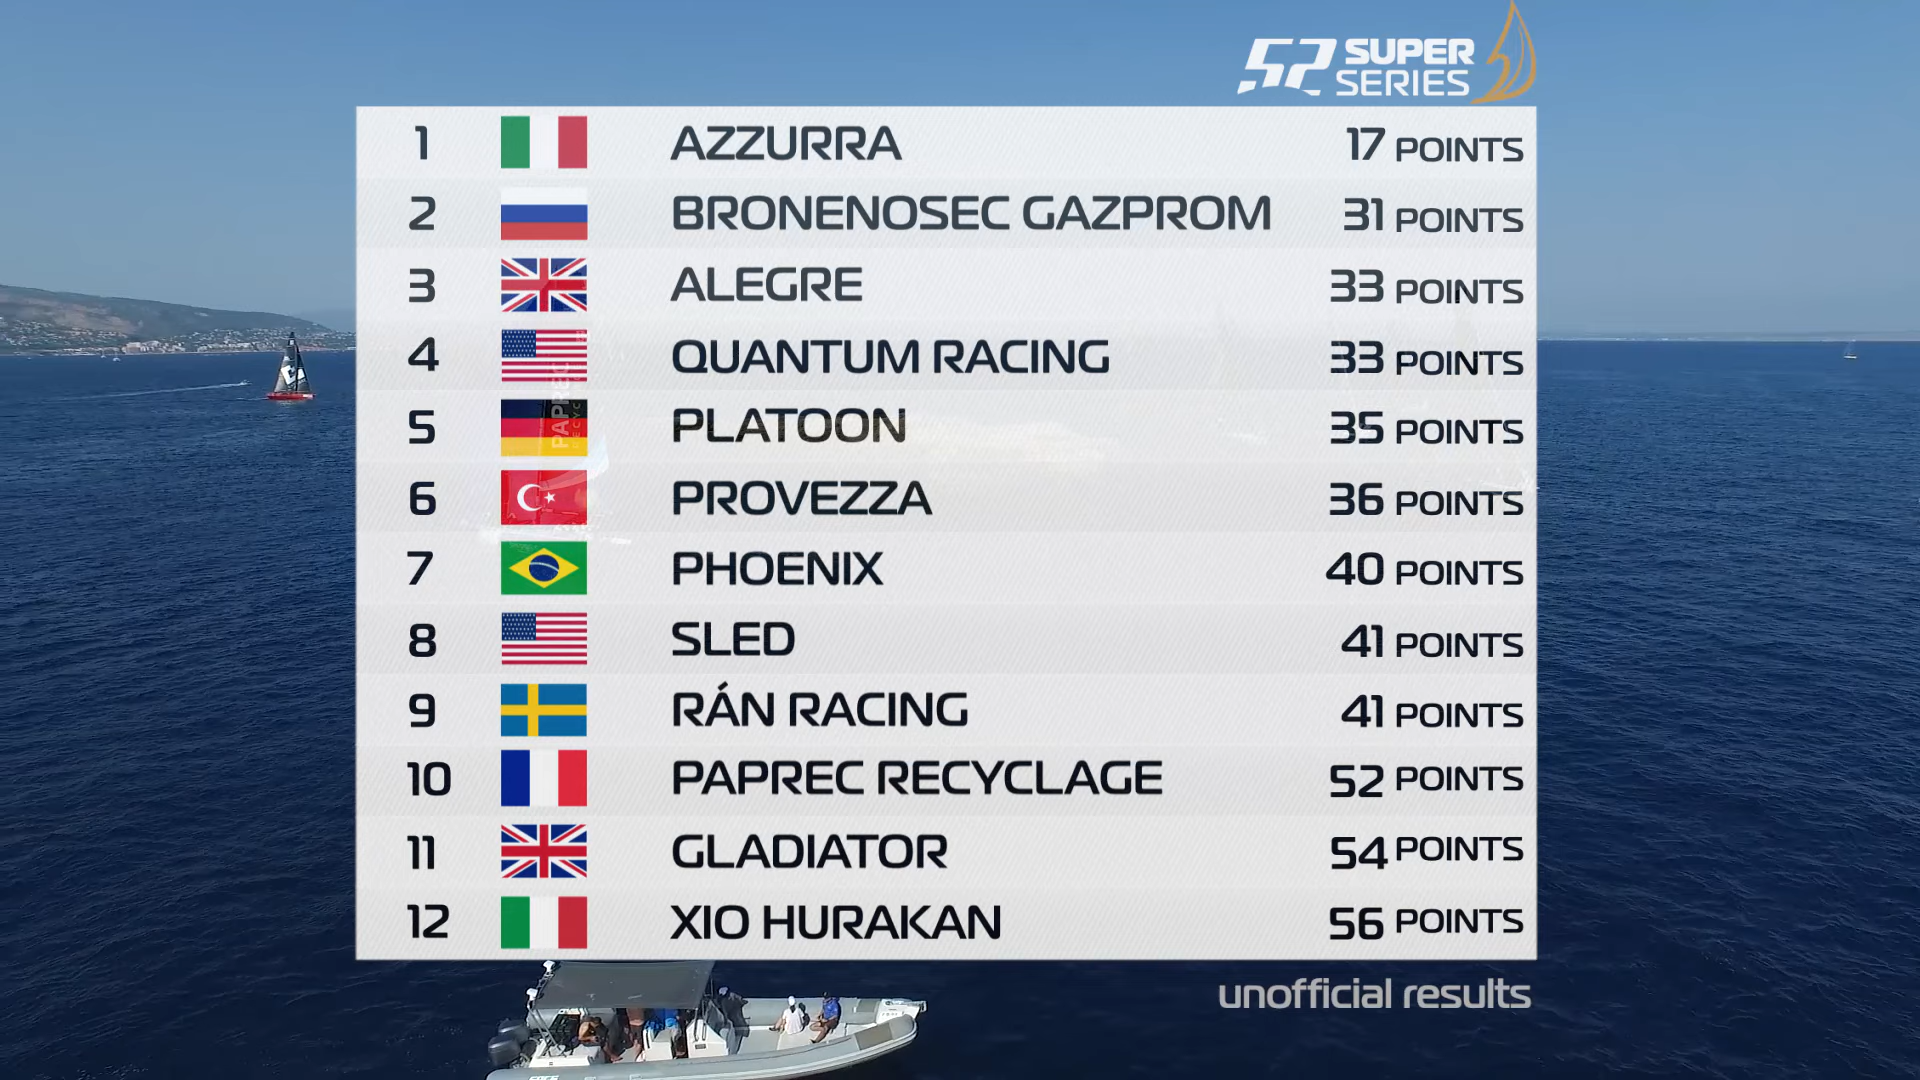 52 SUPER SERIES
1 AZZURRA 17 POINTS
2 BRONENOSEC GAZPROM 31 POINTS
3 ALEGRE 33 POINTS
4 QUANTUM RACING 33 POINTS
5 PLATOON 35 POINTS
6 PROVEZZA 36 POINTS
7 PHOENIX 40 POINTS
8 SLED 41 POINTS
9 RÁN RACING 41 POINTS
10 PAPREC RECYCLAGE 52 POINTS
11 GLADIATOR 54 POINTS
12 XIO HURAKAN 56 POINTS
unofficial results
PAPREC